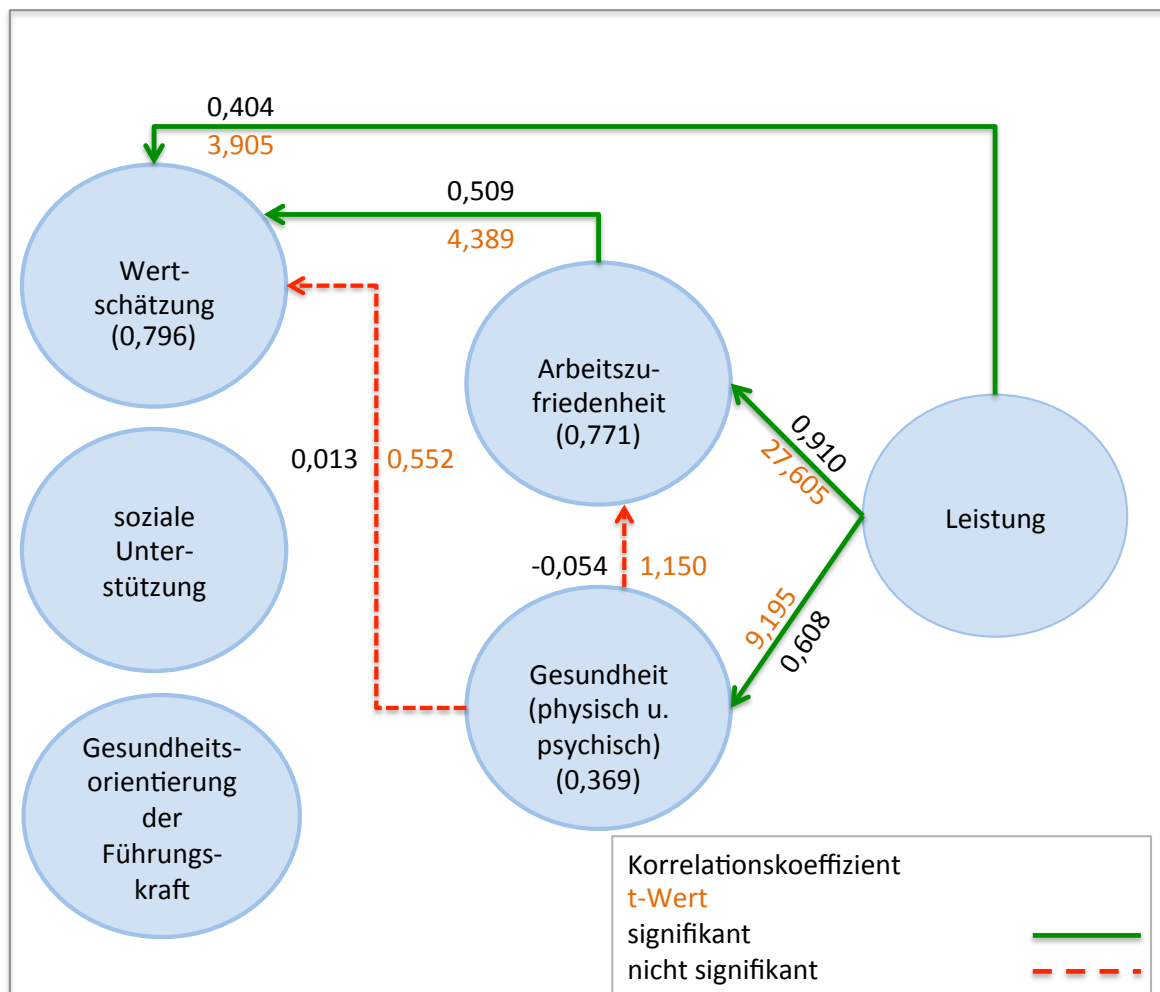 0,404
3,905
0,509
4,389
Wert-
schätzung
(0,796)
Arbeitszu-
friedenheit
(0,771)
0,910
27,605
0,013
0,552
soziale
Unter-
stützung
Leistung
-0,054
1,150
9,195
0,608
Gesundheit
(physisch u.
psychisch)
(0,369)
Gesundheits-
orientierung
der
Führungs-
kraft
Korrelationskoeffizient
t-Wert
signifikant
nicht signifikant